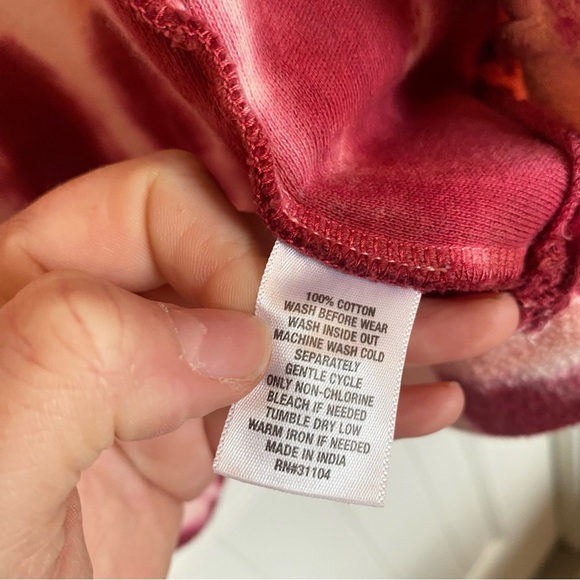 100% COTTON
WASH BEFORE WEAR
WASH INSIDE OUT
MACHINE WASH COLD
SEPARATELY
GENTLE CYCLE
ONLY NON-CHLORINE
BLEACH IF NEEDED
TUMBLE DRY LOW
WARM IRON IF NEEDED
MADE IN INDIA
RN#31104